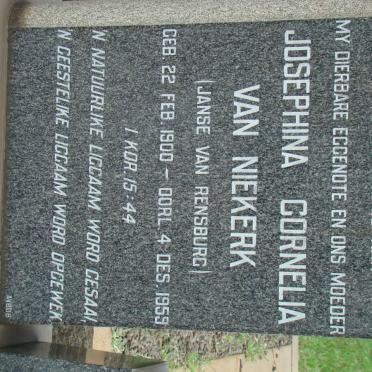 MY DIERBARE EGGENOTE EN ONS MOEDER
JOSEPHINA CORNELIA
VAN NIEKERK
(JANSE VAN RENSBURG)
GEB. 22 FEB. 1900 — OORL. 4 DES. 1959
1 KOR. 15:44
'N NATUURLIKE LIGGAAM WORD GESAAI,
'N GEESTELIKE LIGGAAM WORD OPGEWEK